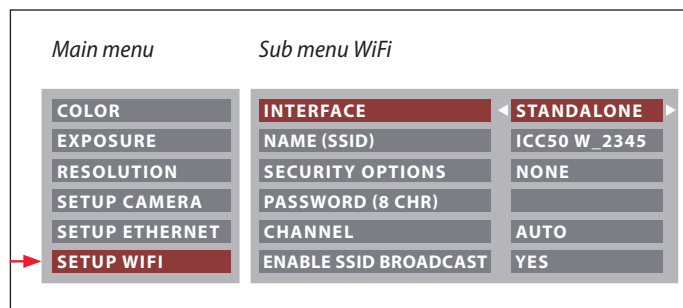 Main menu
Sub menu WiFi
COLOR
EXPOSURE
RESOLUTION
SETUP CAMERA
SETUP ETHERNET
SETUP WIFI
INTERFACE STANDALONE
NAME (SSID) ICC50 W_2345
SECURITY OPTIONS NONE
PASSWORD (8 CHR)
CHANNEL AUTO
ENABLE SSID BROADCAST YES